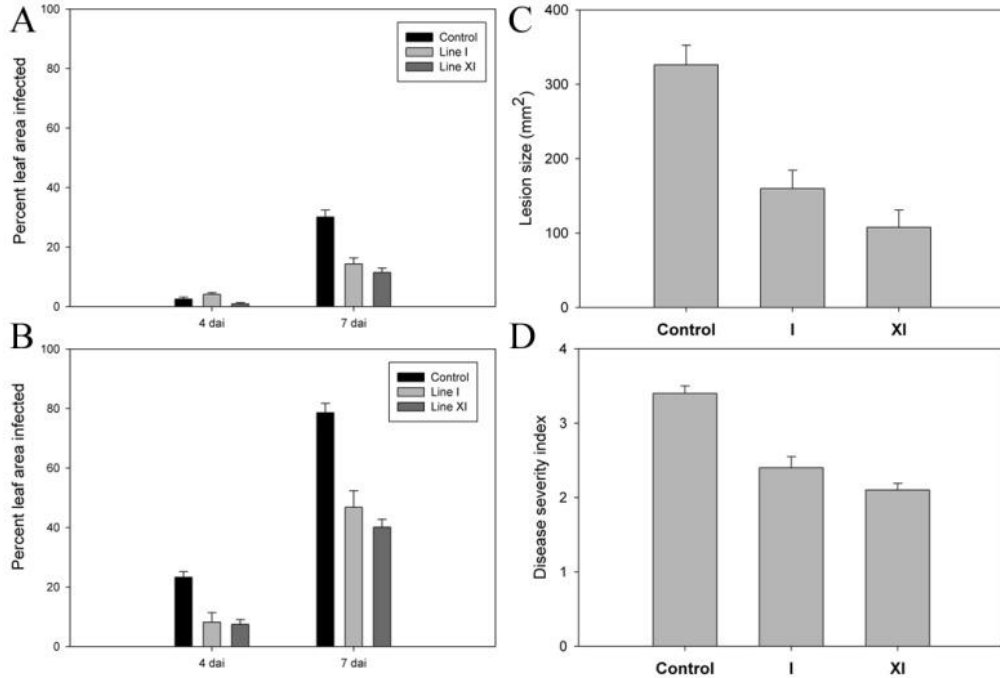 A
Percent leaf area infected
100
80
60
40
20
0
Control
Line I
Line XI
4 dai
7 dai
B
Percent leaf area infected
100
80
60
40
20
0
Control
Line I
Line XI
4 dai
7 dai
C
Lesion size (mm²)
400
300
200
100
0
Control
I
XI
D
Disease severity index
4
3
2
1
0
Control
I
XI